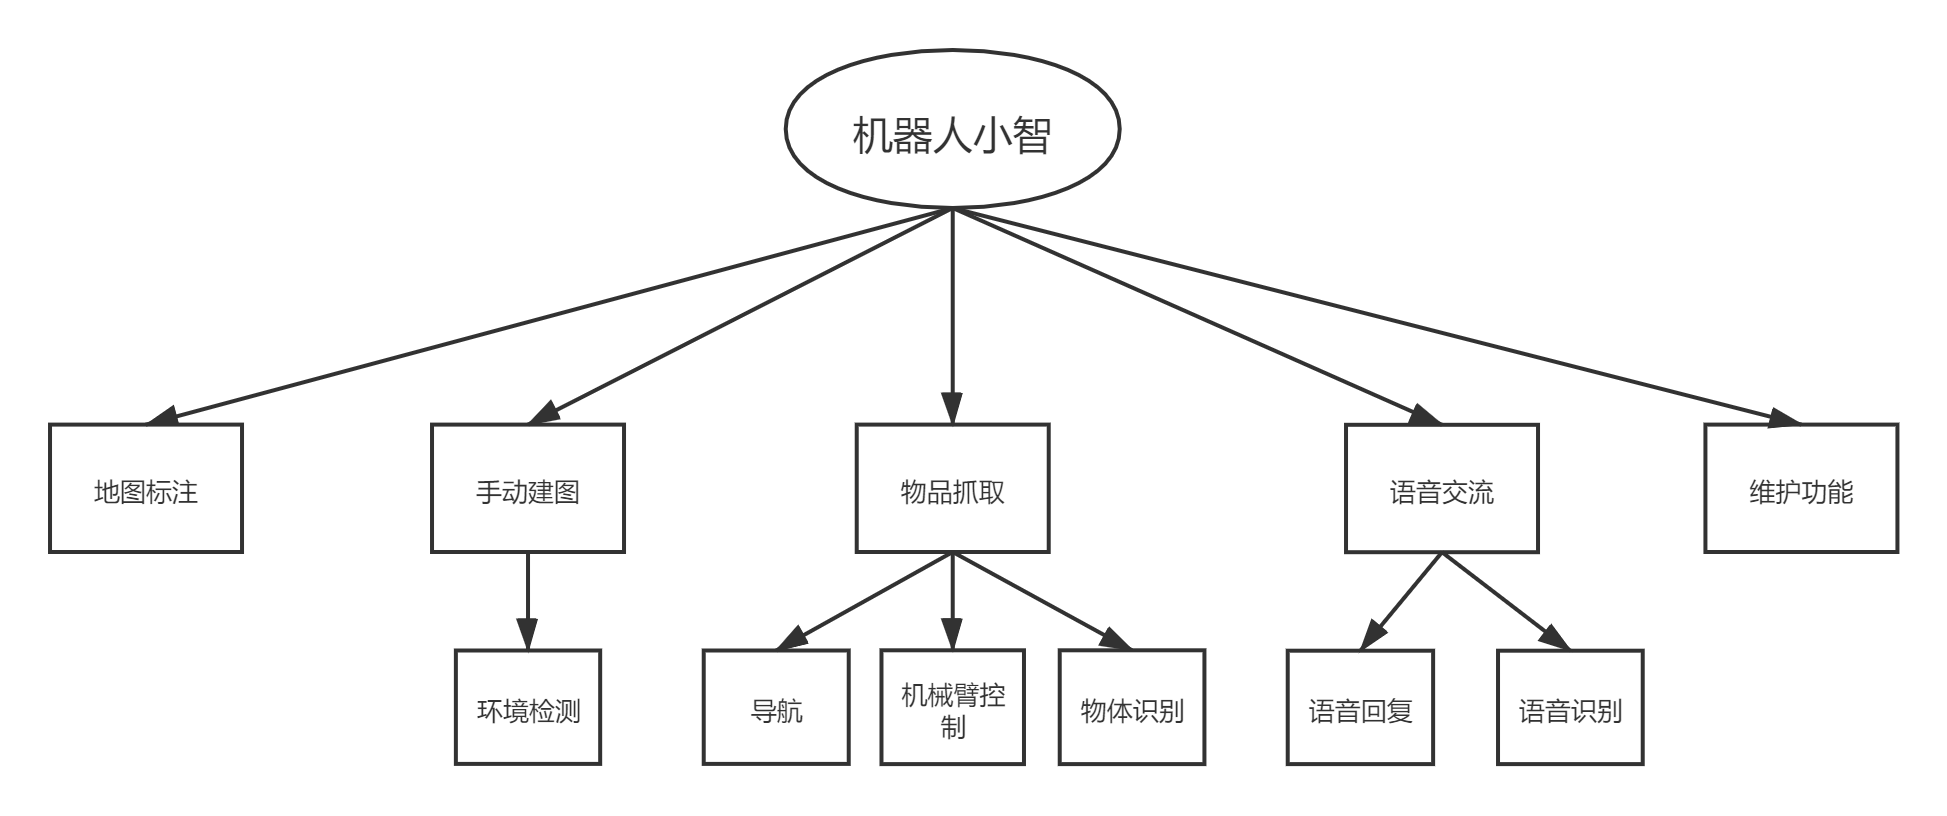 机器人小智
地图标注
手动建图
物品抓取
语音交流
维护功能
环境检测
导航
机械臂控
制
物体识别
语音回复
语音识别